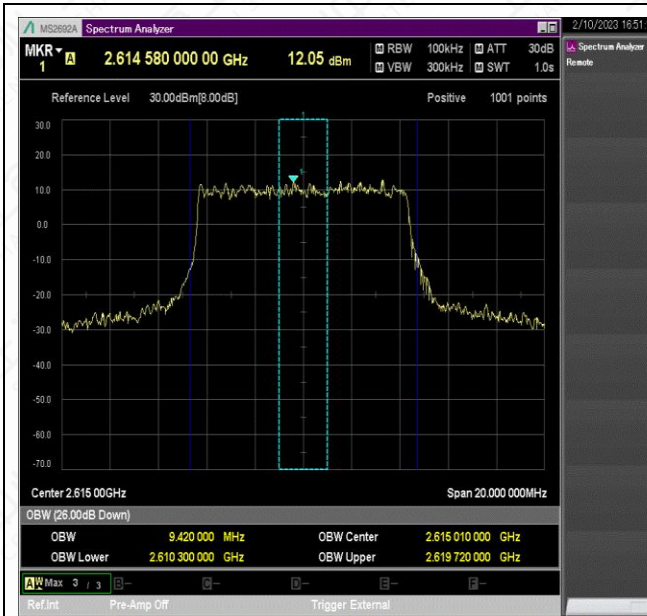 MS2692A Spectrum Analyzer
2/10/2023 16:51:
MKR 1 A 2.614 580 000 00 GHz 12.05 dBm
RBW 100kHz ATT 30dB
VBW 300kHz SWT 1.0s
Spectrum Analyzer
Remote
Reference Level 30.00dBm[8.00dB] Positive 1001 points
30.0
20.0
10.0
0.0
-10.0
-20.0
-30.0
-40.0
-50.0
-60.0
-70.0
1
1
Center 2.615 00GHz Span 20.000 000MHz
OBW (26.00dB Down)
OBW 9.420 000 MHz OBW Center 2.615 010 000 GHz
OBW Lower 2.610 300 000 GHz OBW Upper 2.619 720 000 GHz
A W Max 3 / 3 B- C- D- E- F-
Ref.Int Pre-Amp Off Trigger External